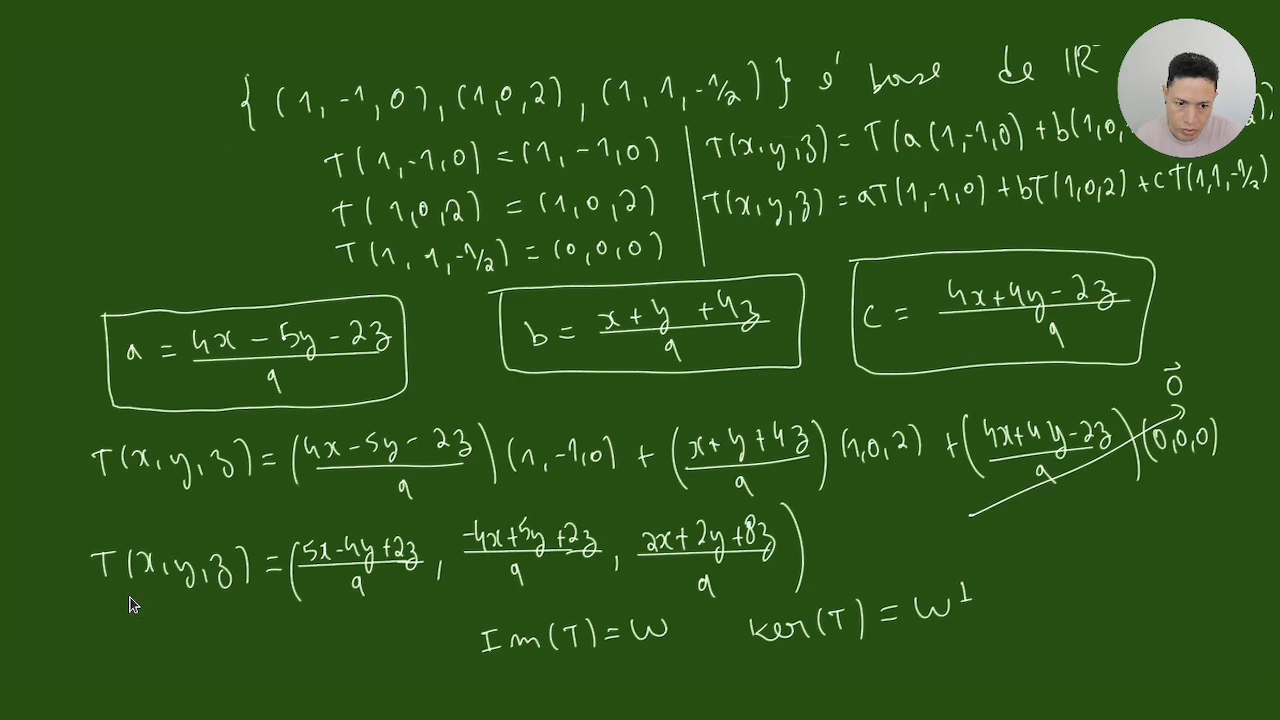 {(1, -1, 0), (1, 0, 2), (1, 1, -1/2)} é base de IR
T(1, -1, 0) = (1, -1, 0)
T(1, 0, 2) = (1, 0, 2)
T(1, 1, -1/2) = (0, 0, 0)
T(x, y, z) = T(a(1, -1, 0) + b(1, 0,
T(x, y, z) = aT(1, -1, 0) + bT(1, 0, 2) + cT(1, 1, -1/2)
a = (4x - 5y - 2z)/9
b = (x + y + 4z)/9
c = (4x + 4y - 2z)/9
T(x, y, z) = ((4x - 5y - 2z)/9)(1, -1, 0) + ((x + y + 4z)/9)(1, 0, 2) + ((4x + 4y - 2z)/9)(0, 0, 0) 0⃗
T(x, y, z) = ((5x - 4y + 2z)/9, (-4x + 5y + 2z)/9, (2x + 2y + 8z)/9)
Im(T) = W ker(T) = W⊥